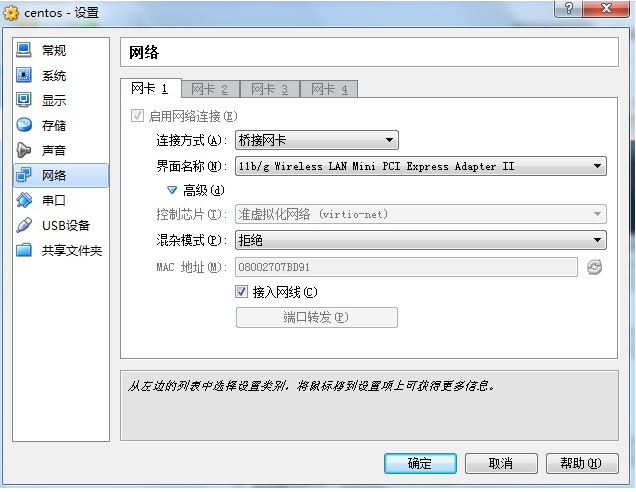 centos - 设置
常规
系统
显示
存储
声音
网络
串口
USB设备
共享文件夹
网络
网卡 1 网卡 2 网卡 3 网卡 4
启用网络连接(E)
连接方式(A): 桥接网卡
界面名称(N): 11b/g Wireless LAN Mini PCI Express Adapter II
高级(d)
控制芯片(T): 准虚拟化网络 (virtio-net)
混杂模式(P): 拒绝
MAC 地址(M): 08002707BD91
接入网线(C)
端口转发(P)
从左边的列表中选择设置类别，将鼠标移到设置项上可获得更多信息。
确定 取消 帮助(H)